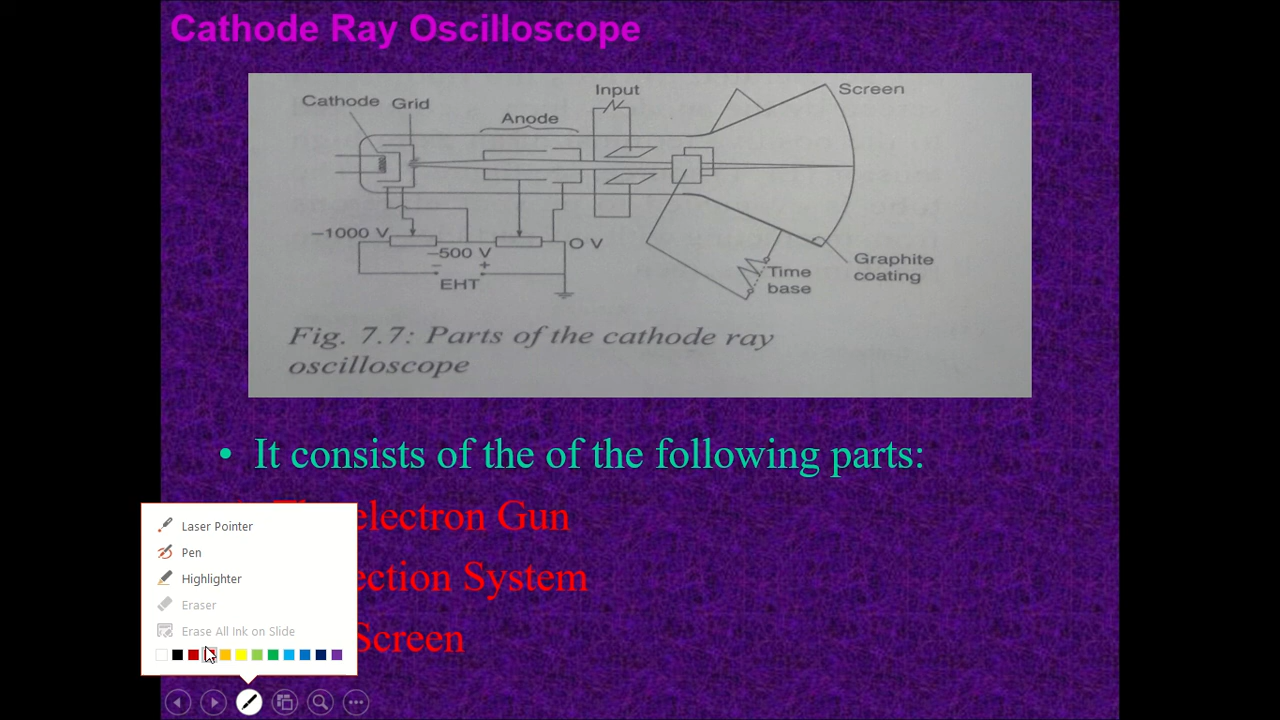 Cathode Ray Oscilloscope
Cathode
Grid
Anode
Input
Screen
-1000 V
-500 V
O V
- +
EHT
Time
base
Graphite
coating
Fig. 7.7: Parts of the cathode ray
oscilloscope
• It consists of the of the following parts:
electron Gun
ection System
Screen
Laser Pointer
Pen
Highlighter
Eraser
Erase All Ink on Slide